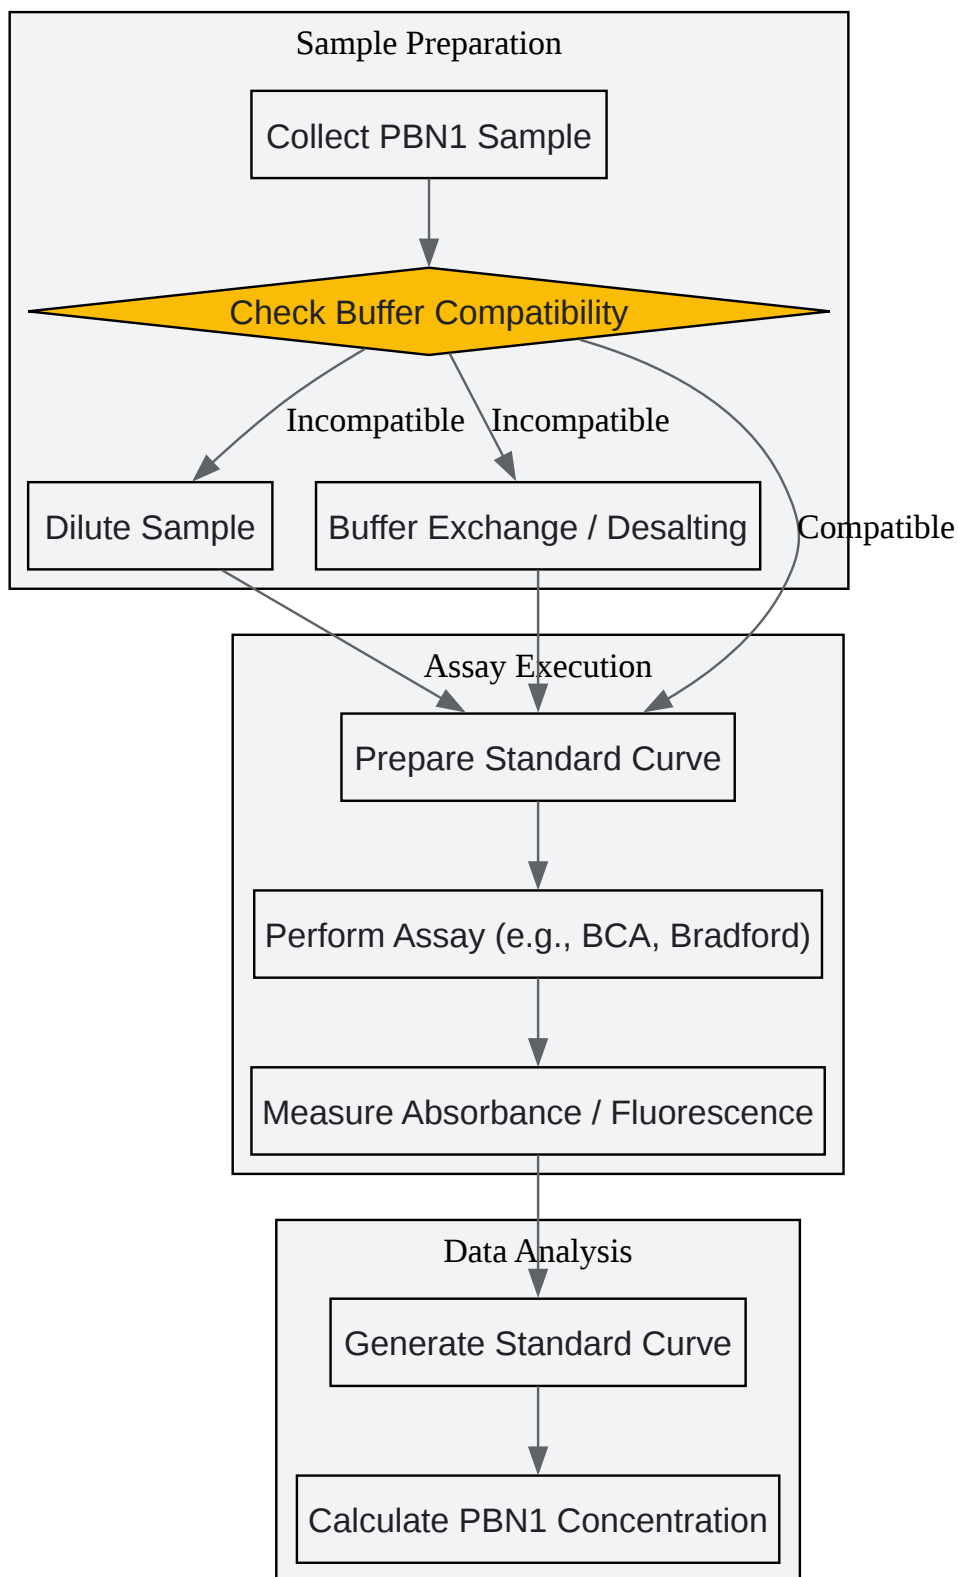 Sample Preparation
Collect PBN1 Sample
Check Buffer Compatibility
Incompatible
Incompatible
Dilute Sample
Buffer Exchange / Desalting
Compatible
Assay Execution
Prepare Standard Curve
Perform Assay (e.g., BCA, Bradford)
Measure Absorbance / Fluorescence
Data Analysis
Generate Standard Curve
Calculate PBN1 Concentration